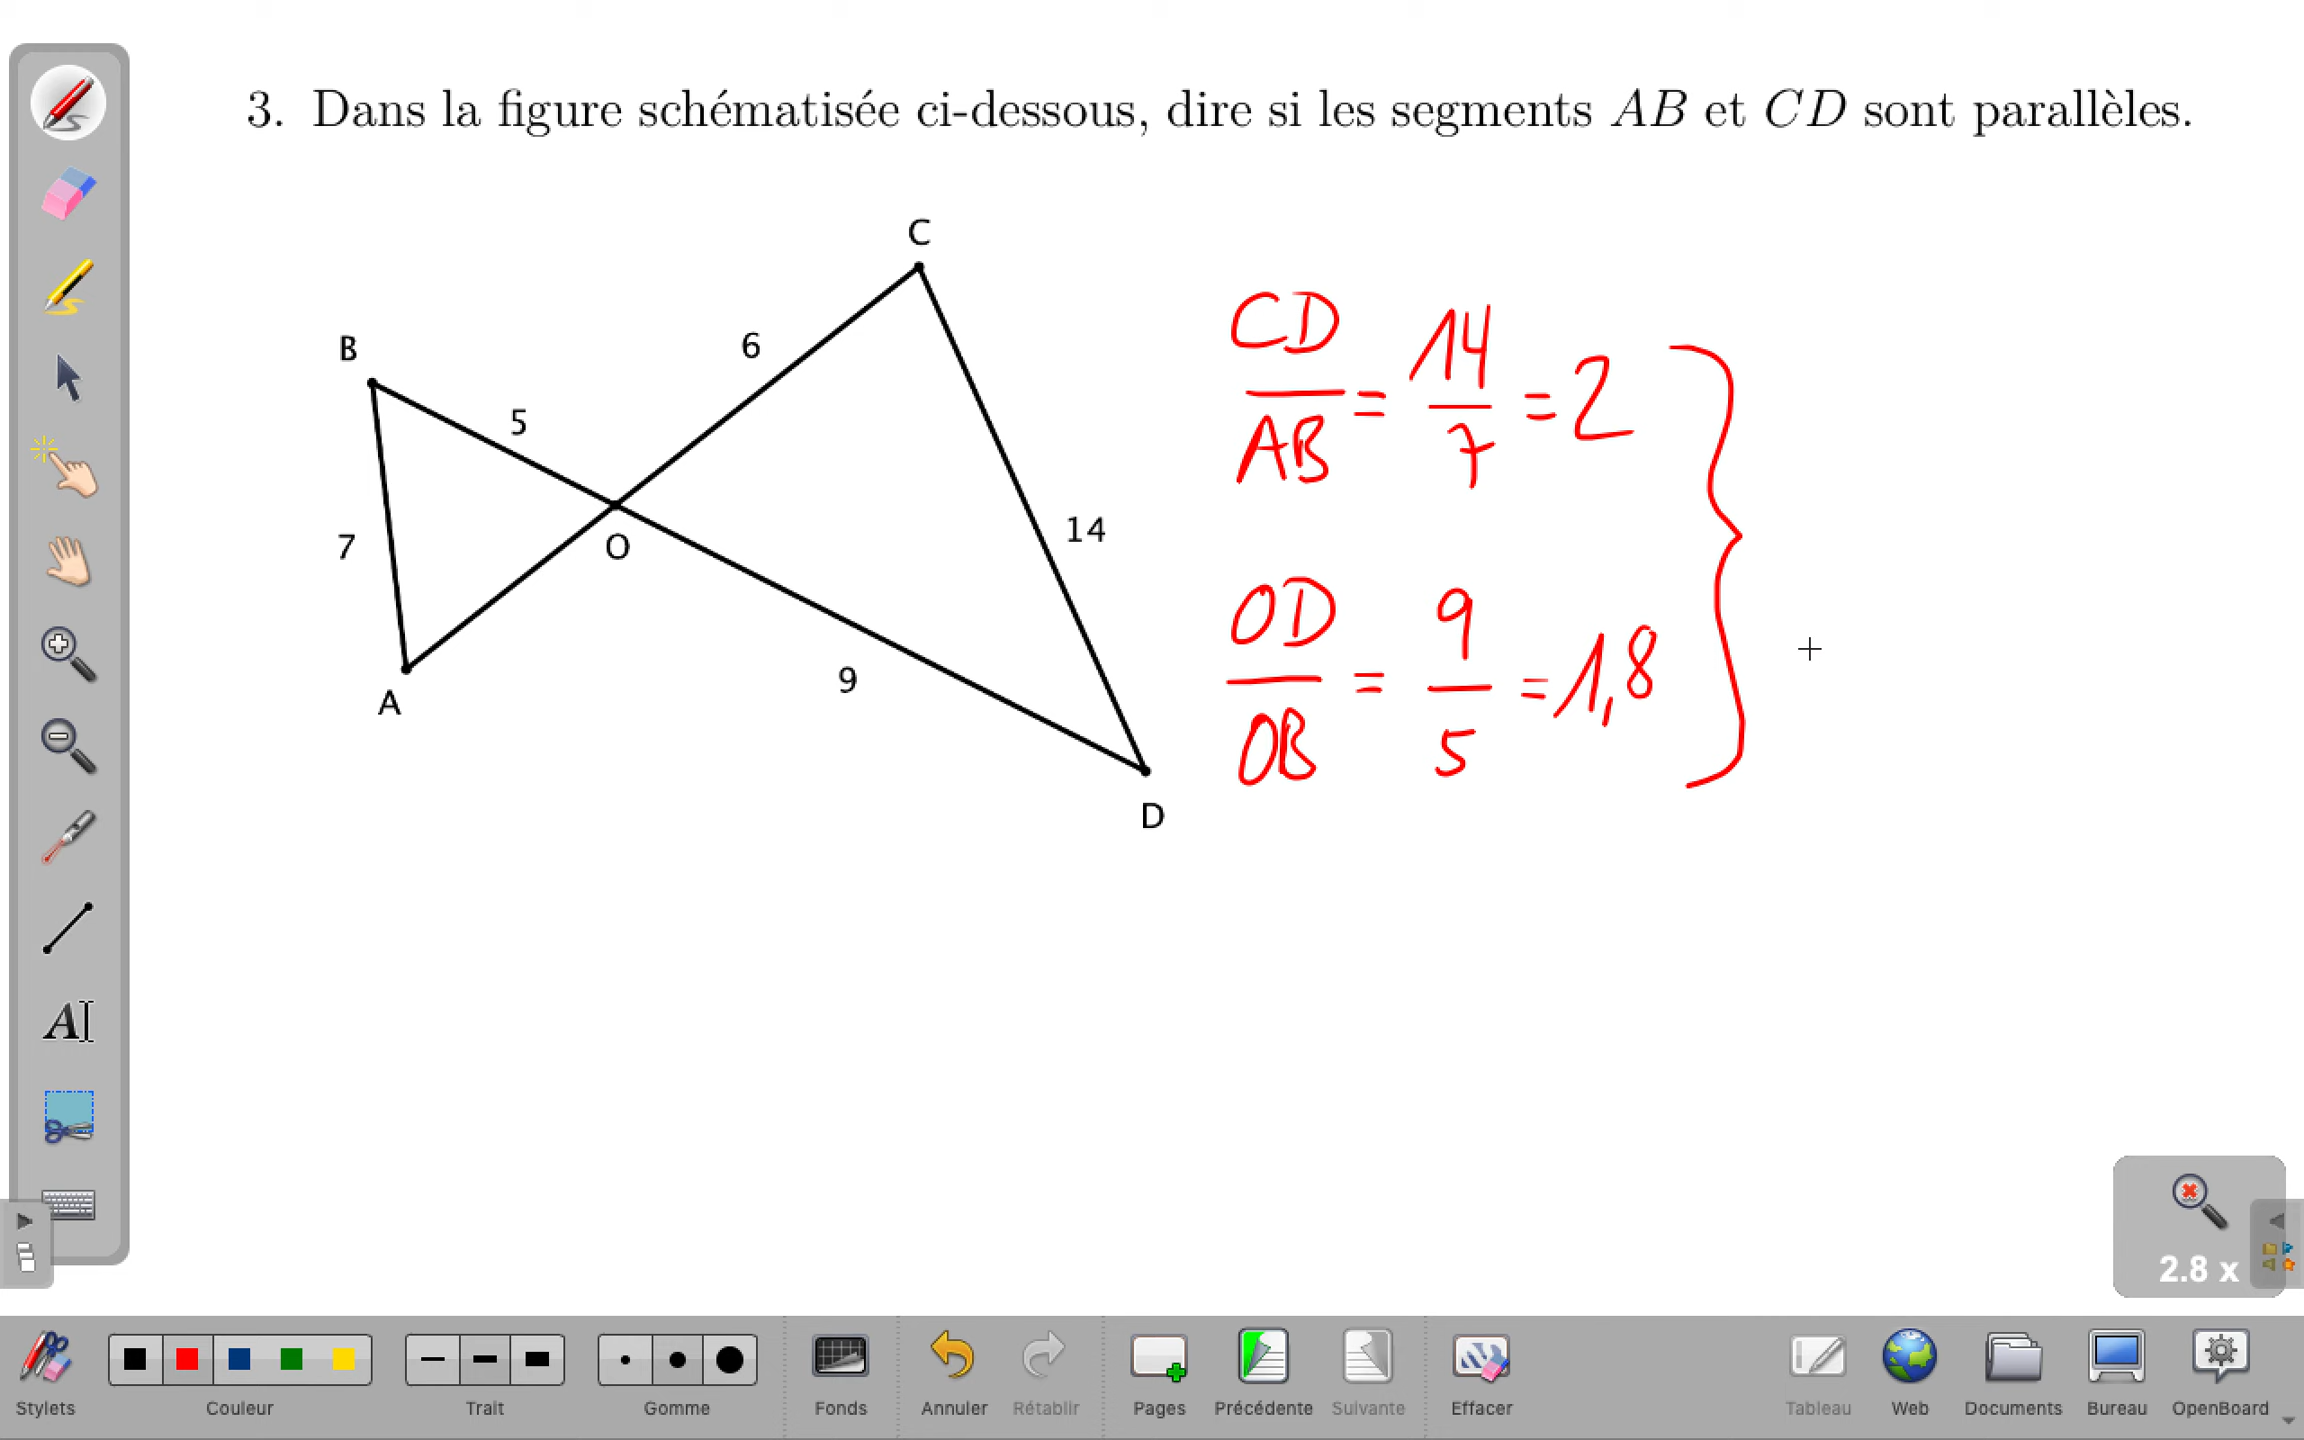 3. Dans la figure schématisée ci-dessous, dire si les segments AB et CD sont parallèles.
C
B
6
5
7
O
14
A
9
D
CD/AB = 14/7 = 2
OD/OB = 9/5 = 1,8
AI
2.8 x
Stylets
Couleur
Trait
Gomme
Fonds
Annuler
Rétablir
Pages
Précédente
Suivante
Effacer
Tableau
Web
Documents
Bureau
OpenBoard